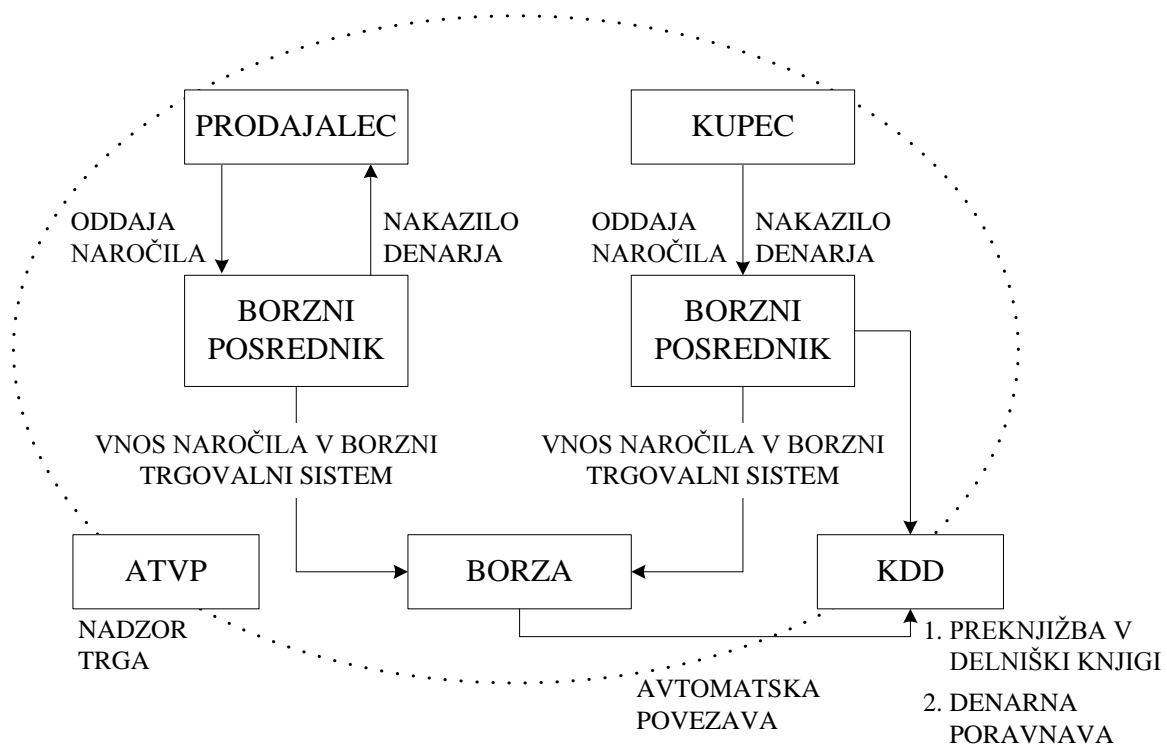 PRODAJALEC
KUPEC
ODDAJA
NAROČILA
NAKAZILO
DENARJA
ODDAJA
NAROČILA
NAKAZILO
DENARJA
BORZNI
POSREDNIK
BORZNI
POSREDNIK
VNOS NAROČILA V BORZNI
TRGOVALNI SISTEM
VNOS NAROČILA V BORZNI
TRGOVALNI SISTEM
ATVP
BORZA
KDD
NADZOR
TRGA
AVTOMATSKA
POVEZAVA
1. PREKNJIŽBA V
DELNIŠKI KNJIGI
2. DENARNA
PORAVNAVA